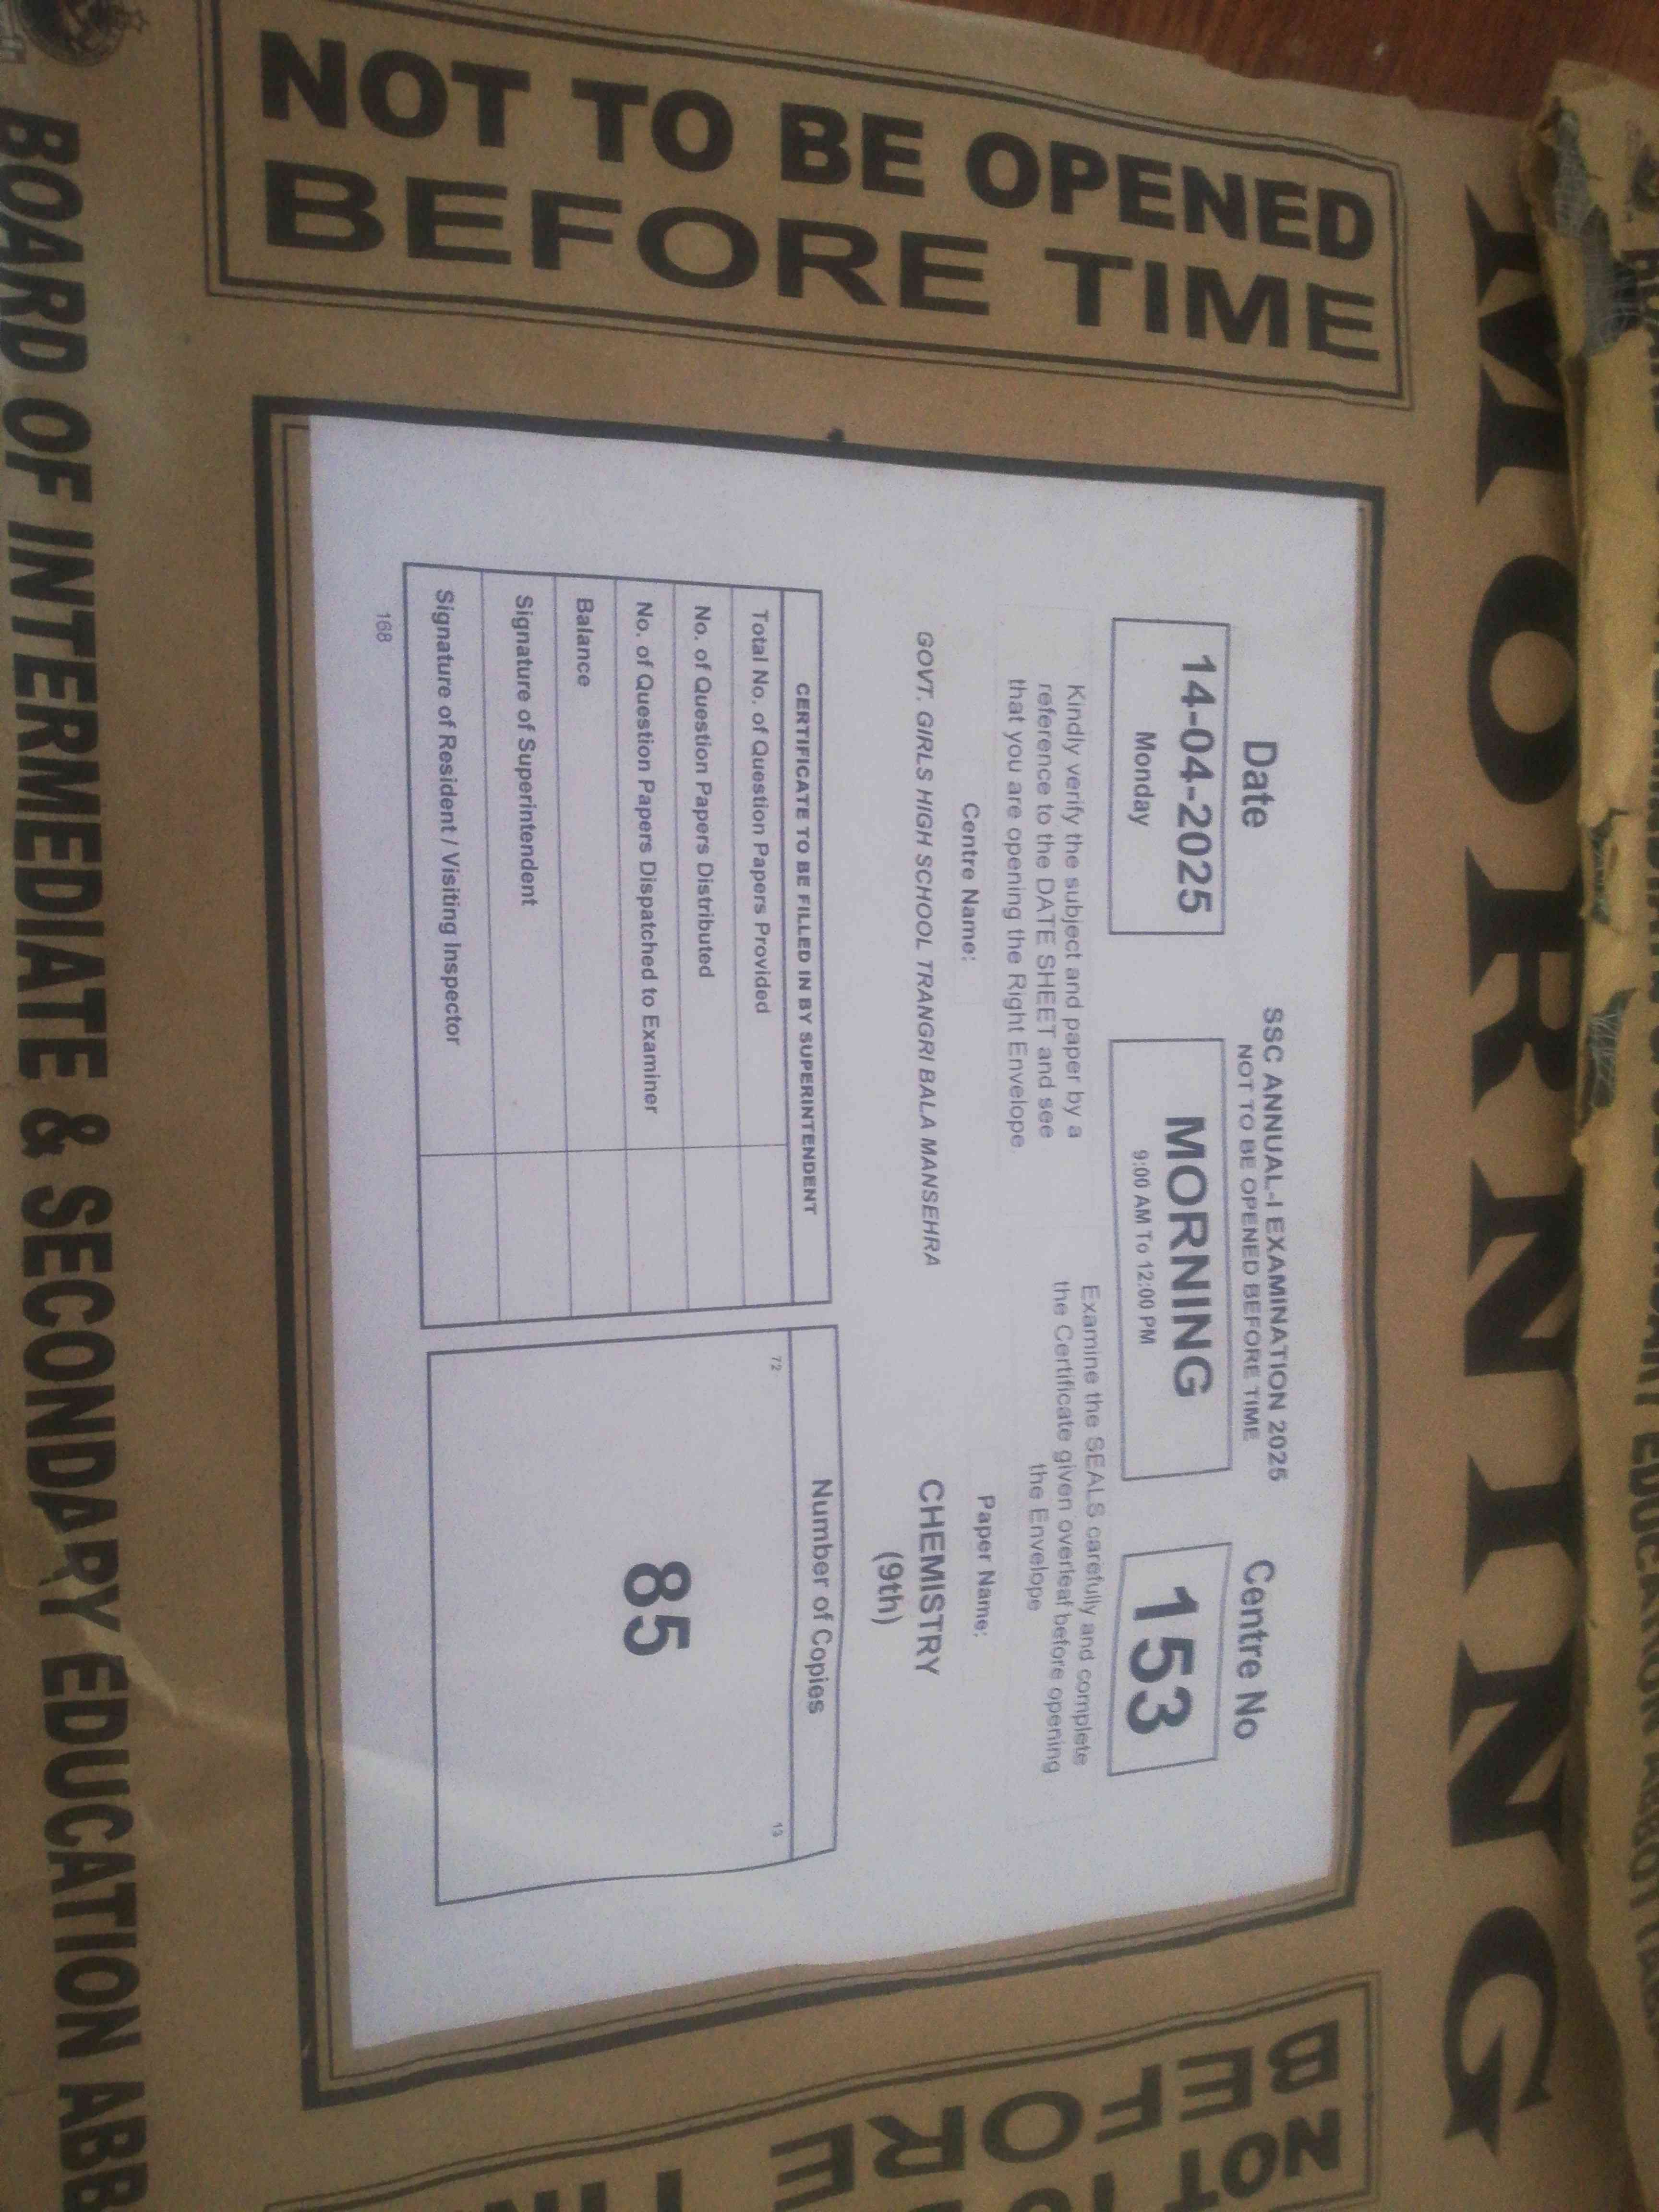 MORNING
NOT TO BE OPENED
BEFORE TIME
SSC ANNUAL-I EXAMINATION 2025
NOT TO BE OPENED BEFORE TIME
Date
14-04-2025
Monday
MORNING
9:00 AM To 12:00 PM
Centre No
153
Kindly verify the subject and paper by a
reference to the DATE SHEET and see
that you are opening the Right Envelope.
Examine the SEALS carefully and complete
the Certificate given overleaf before opening
the Envelope
Centre Name:
GOVT. GIRLS HIGH SCHOOL TRANGRI BALA MANSEHRA
Paper Name:
CHEMISTRY
(9th)
CERTIFICATE TO BE FILLED IN BY SUPERINTENDENT
Total No. of Question Papers Provided
No. of Question Papers Distributed
No. of Question Papers Dispatched to Examiner
Balance
Signature of Superintendent
Signature of Resident / Visiting Inspector
168
Number of Copies
72
13
85
NOT
BEFORE
BOARD OF INTERMEDIATE & SECONDARY EDUCATION ABB